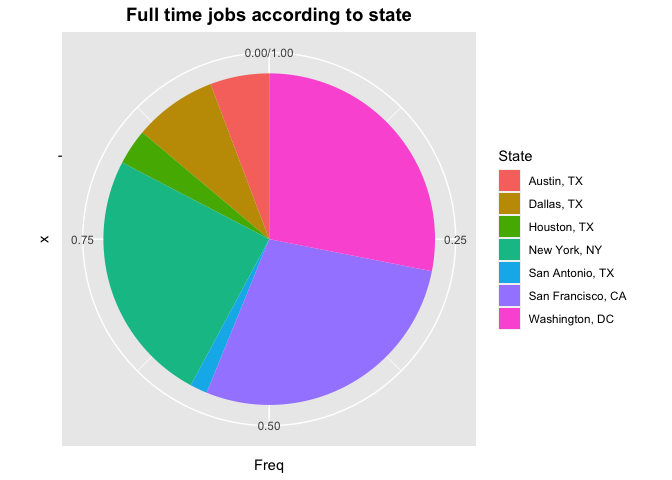 Full time jobs according to state
0.00/1.00
0.75
0.25
0.50
x
Freq
State
Austin, TX
Dallas, TX
Houston, TX
New York, NY
San Antonio, TX
San Francisco, CA
Washington, DC